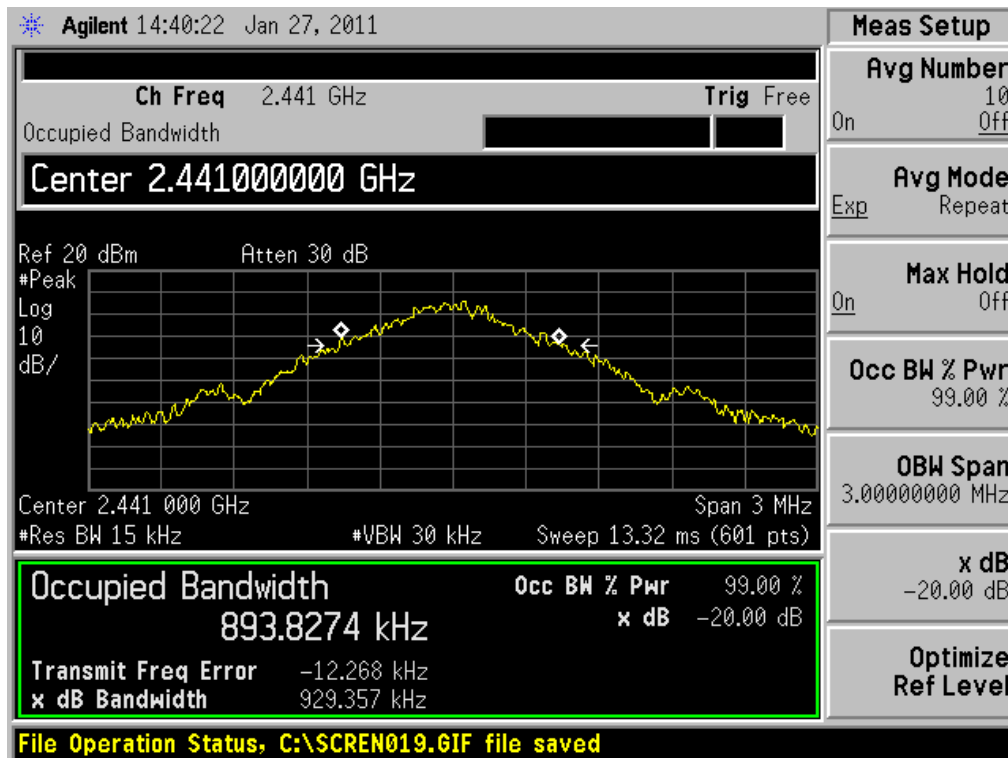 Agilent 14:40:22 Jan 27, 2011
Ch Freq 2.441 GHz Trig Free
Occupied Bandwidth
Center 2.441000000 GHz
Ref 20 dBm Atten 30 dB
#Peak
Log
10
dB/
Center 2.441 000 GHz Span 3 MHz
#Res BW 15 kHz #VBW 30 kHz Sweep 13.32 ms (601 pts)
Occupied Bandwidth Occ BW % Pwr 99.00 %
893.8274 kHz x dB -20.00 dB
Transmit Freq Error -12.268 kHz
x dB Bandwidth 929.357 kHz
File Operation Status, C:\SCREN019.GIF file saved
Meas Setup
Avg Number
10
On Off
Avg Mode
Exp Repeat
Max Hold
On Off
Occ BW % Pwr
99.00 %
OBW Span
3.00000000 MHz
x dB
-20.00 dB
Optimize
Ref Level